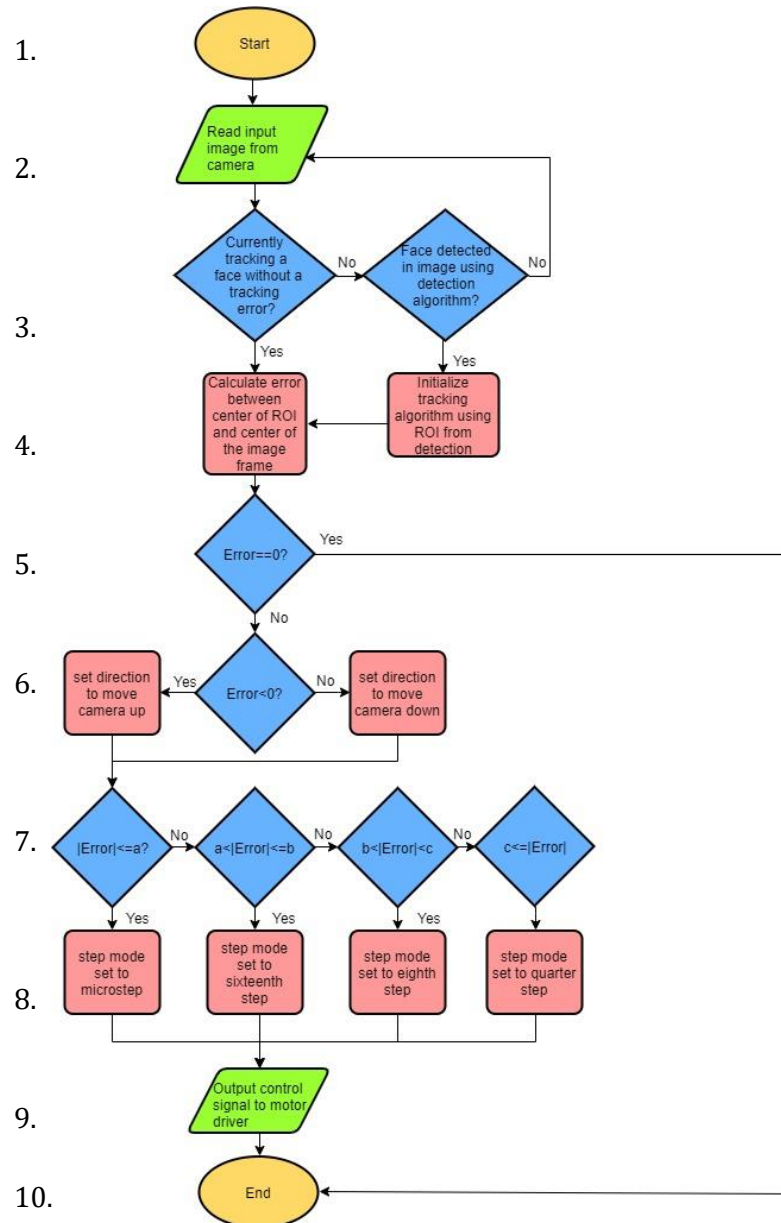 1.
Start
2.
Read input
image from
camera
3.
Currently
tracking a
face without a
tracking
error?
No
Face detected
in image using
detection
algorithm?
No
Yes
Yes
4.
Calculate error
between
center of ROI
and center of
the image
frame
Initialize
tracking
algorithm using
ROI from
detection
5.
Error==0?
Yes
No
6.
set direction
to move
camera up
Yes
Error<0?
No
set direction
to move
camera down
7.
|Error|<=a?
No
a<|Error|<=b
No
b<|Error|<c
No
c<=|Error|
Yes
Yes
Yes
8.
step mode
set to
microstep
step mode
set to
sixteenth
step
step mode
set to eighth
step
step mode
set to quarter
step
9.
Output control
signal to motor
driver
10.
End